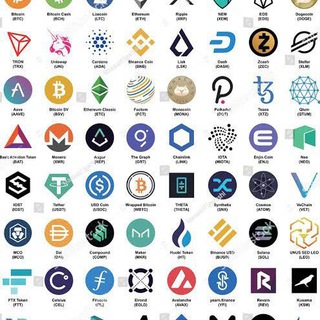 Bitcoin Bitcoin Cash Ethereum Ripple NEM EOS Dogecoin
(BTC) (BCH) (ETH) (XRP) (XEM) (EOS) (DOGE)
TRON Uniswap Cardano Binance Coin Lisk Dash Zcash Stellar
(TRX) (UNI) (ADA) (BNB) (LSK) (DASH) (ZEC) (XLM)
Aave Bitcoin SV Ethereum Classic Factom Monacoin Polkadot Tezos Qtum
(AAVE) (BSV) (ETC) (FCT) (MONA) (DOT) (XTZ) (QTUM)
Basic Attention Token Monero Augur The Graph Chainlink IOTA Enjin Coin Neo
(BAT) (XMR) (REP) (GRT) (LINK) (MIOTA) (ENJ) (NEO)
IOST Tether USD Coin Wrapped Bitcoin THETA Synthetix Cosmos VeChain
(IOST) (USDT) (USDC) (WBTC) (THETA) (SNX) (ATOM) (VET)
MCO Dai Compound Maker Huobi Token Binance USD Solana UNUS SED LEO
(MCO) (DAI) (COMP) (MKR) (HT) (BUSD) (SOL) (LEO)
FTX Token Celsius Filecoin Elrond Avalanche yearn.finance Revain Kusama
(FTT) (CEL) (FIL) (EGLD) (AVAX) (YFI) (REV) (KSM)